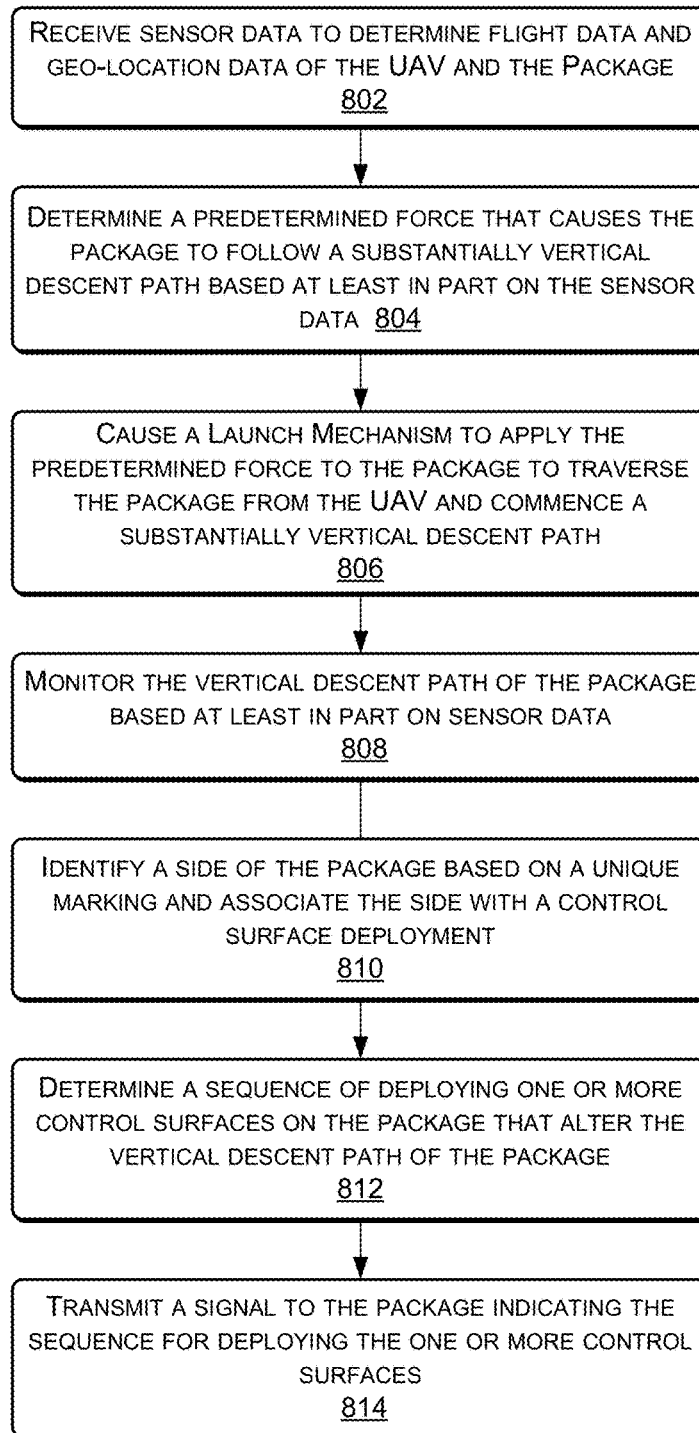 RECEIVE SENSOR DATA TO DETERMINE FLIGHT DATA AND
GEO-LOCATION DATA OF THE UAV AND THE PACKAGE
802
DETERMINE A PREDETERMINED FORCE THAT CAUSES THE
PACKAGE TO FOLLOW A SUBSTANTIALLY VERTICAL
DESCENT PATH BASED AT LEAST IN PART ON THE SENSOR
DATA 804
CAUSE A LAUNCH MECHANISM TO APPLY THE
PREDETERMINED FORCE TO THE PACKAGE TO TRAVERSE
THE PACKAGE FROM THE UAV AND COMMENCE A
SUBSTANTIALLY VERTICAL DESCENT PATH
806
MONITOR THE VERTICAL DESCENT PATH OF THE PACKAGE
BASED AT LEAST IN PART ON SENSOR DATA
808
IDENTIFY A SIDE OF THE PACKAGE BASED ON A UNIQUE
MARKING AND ASSOCIATE THE SIDE WITH A CONTROL
SURFACE DEPLOYMENT
810
DETERMINE A SEQUENCE OF DEPLOYING ONE OR MORE
CONTROL SURFACES ON THE PACKAGE THAT ALTER THE
VERTICAL DESCENT PATH OF THE PACKAGE
812
TRANSMIT A SIGNAL TO THE PACKAGE INDICATING THE
SEQUENCE FOR DEPLOYING THE ONE OR MORE CONTROL
SURFACES
814